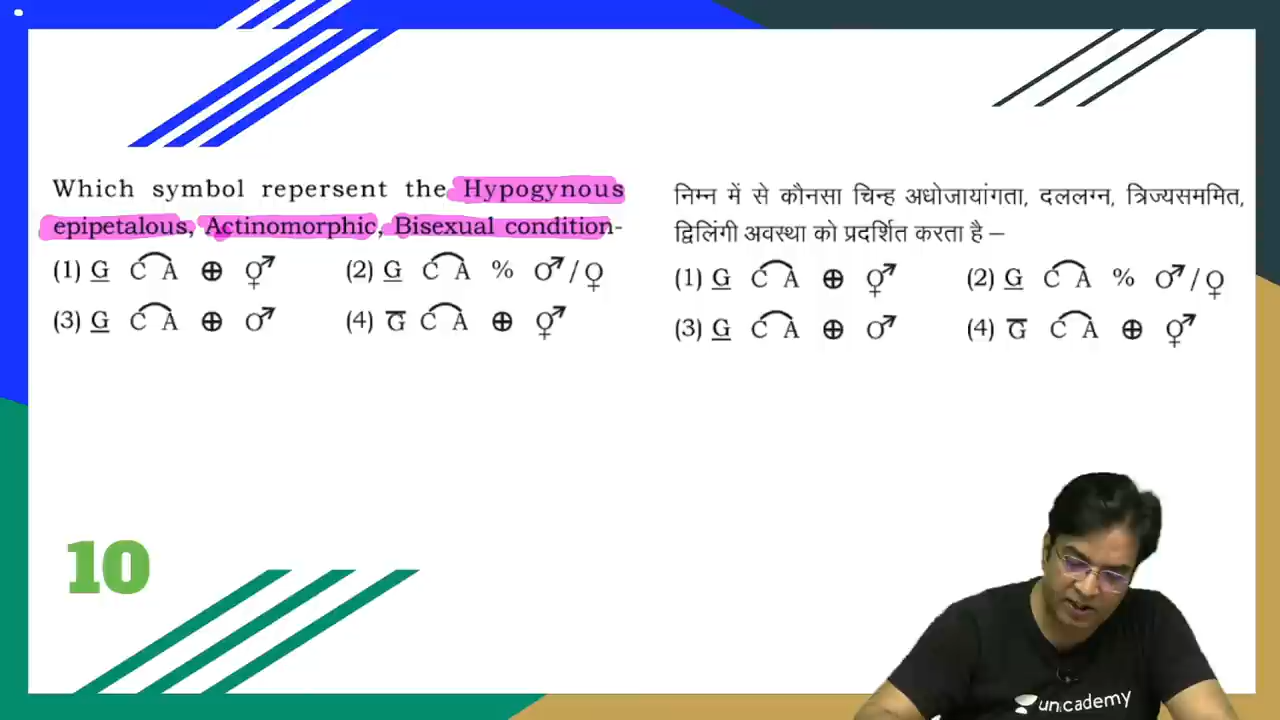 Which symbol repersent the Hypogynous
epipetalous, Actinomorphic, Bisexual condition-
(1) G̲ C͡A ⊕ ⚥ (2) G̲ C͡A % ♂/♀
(3) G̲ C͡A ⊕ ♂ (4) G̅ C͡A ⊕ ⚥
निम्न में से कौनसा चिन्ह अधोजायांगता, दललग्न, त्रिज्यसममित,
द्विलिंगी अवस्था को प्रदर्शित करता है –
(1) G̲ C͡A ⊕ ⚥ (2) G̲ C͡A % ♂/♀
(3) G̲ C͡A ⊕ ♂ (4) G̅ C͡A ⊕ ⚥
10
unacademy